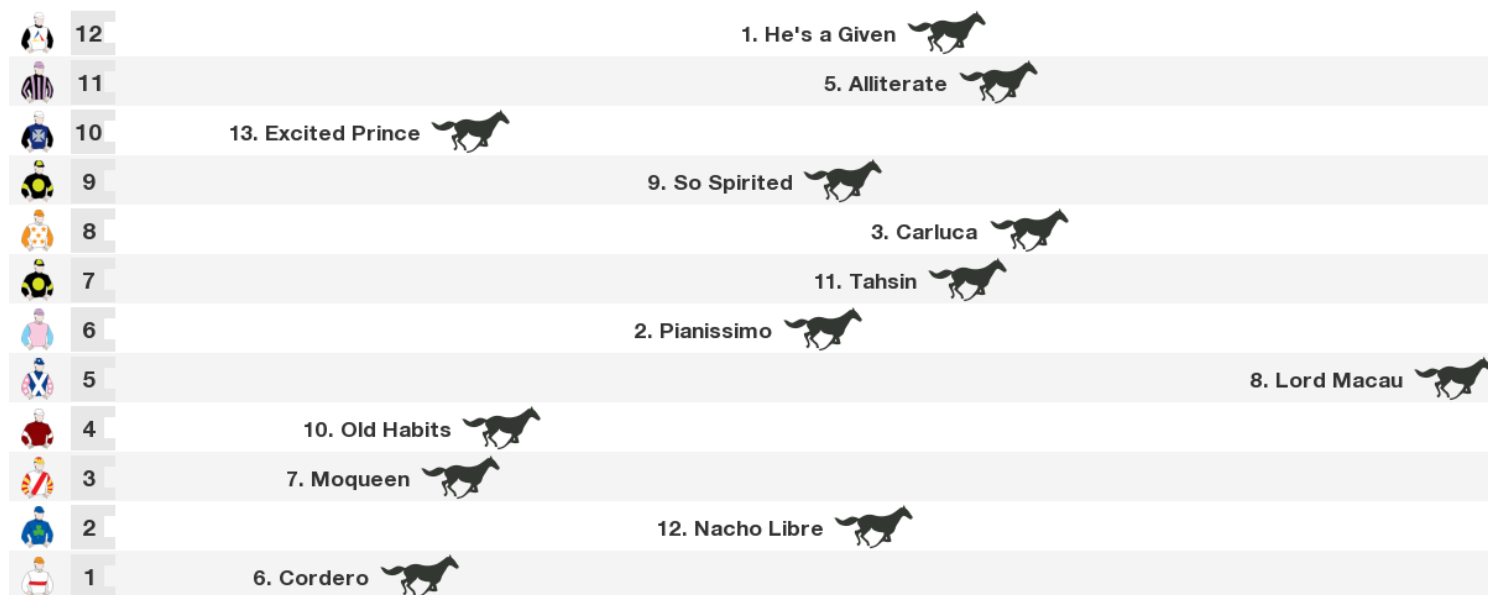 12 1. He's a Given
11 5. Alliterate
10 13. Excited Prince
9 9. So Spirited
8 3. Carluca
7 11. Tahsin
6 2. Pianissimo
5 8. Lord Macau
4 10. Old Habits
3 7. Moqueen
2 12. Nacho Libre
1 6. Cordero